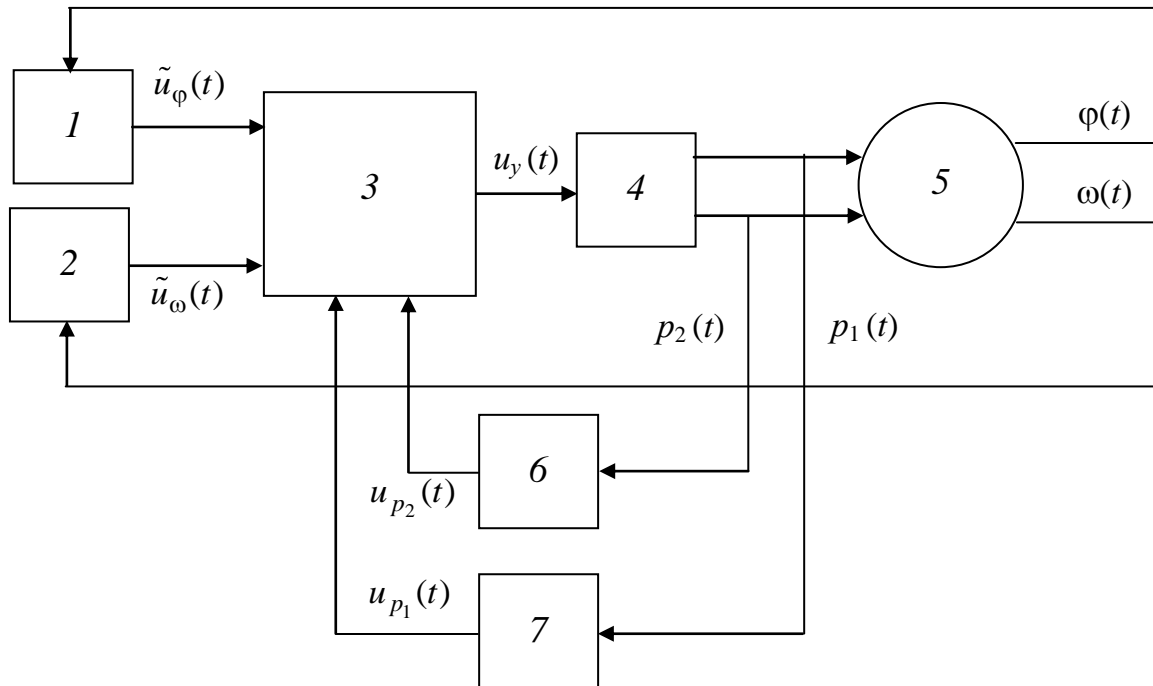 1
ũ_φ(t)
3
u_y(t)
4
5
φ(t)
ω(t)
2
ũ_ω(t)
p_2(t)
p_1(t)
6
u_{p_2}(t)
7
u_{p_1}(t)